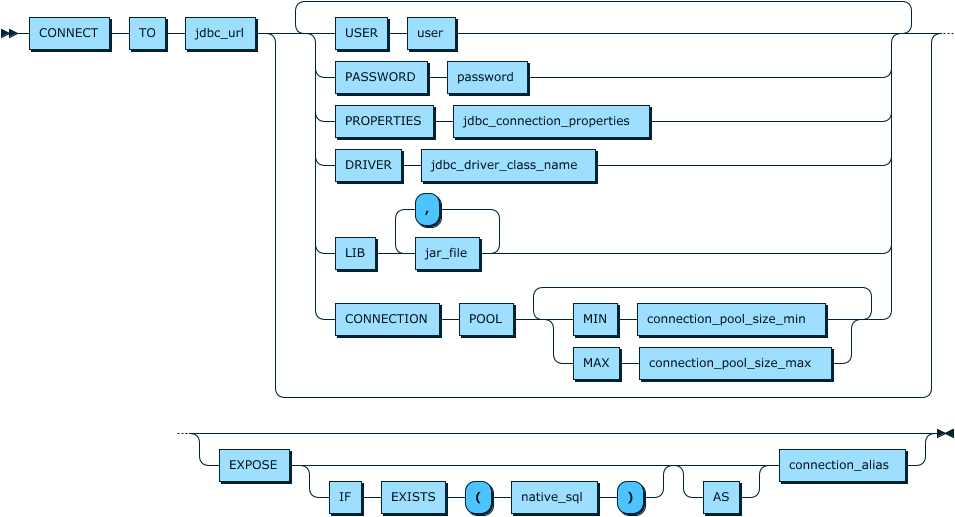 CONNECT TO jdbc_url USER user
PASSWORD password
PROPERTIES jdbc_connection_properties
DRIVER jdbc_driver_class_name
,
LIB jar_file
CONNECTION POOL MIN connection_pool_size_min
MAX connection_pool_size_max
EXPOSE connection_alias
IF EXISTS ( native_sql ) AS